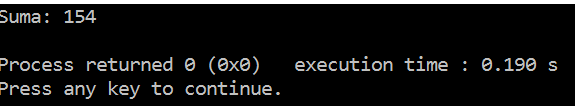 Suma: 154
Process returned 0 (0x0)   execution time : 0.190 s
Press any key to continue.